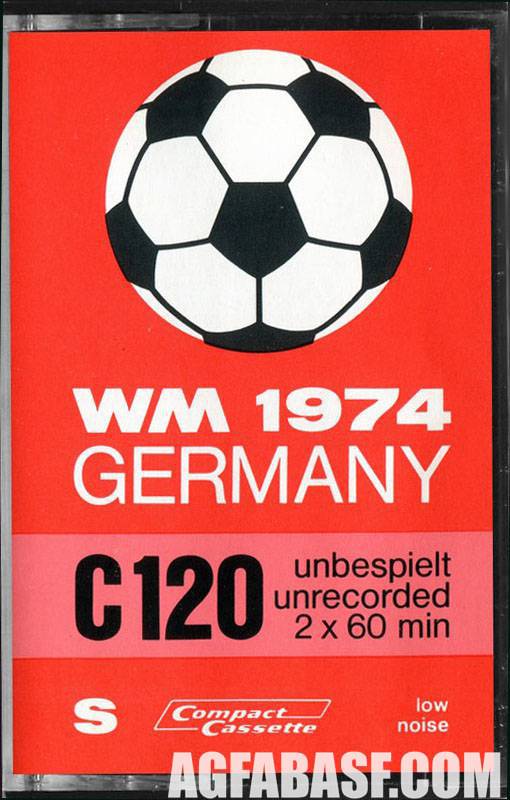 WM 1974
GERMANY
C120
unbespielt
unrecorded
2 x 60 min
S
Compact
Cassette
low
noise
AGFABASF.COM